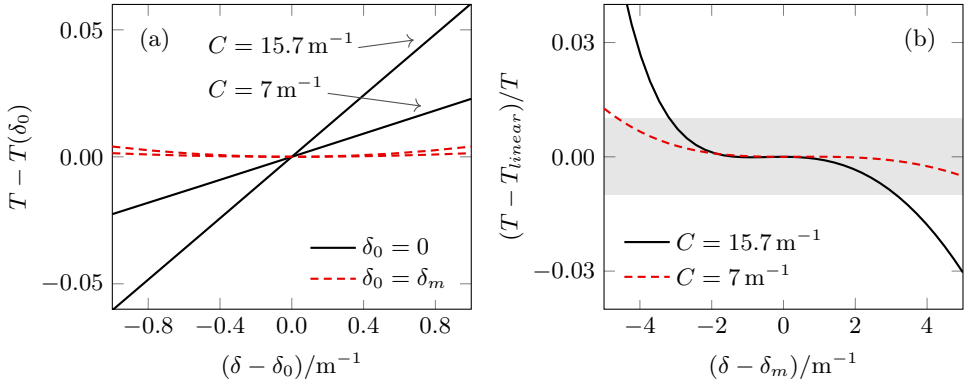 (a)
C = 15.7 m⁻¹
C = 7 m⁻¹
T − T(δ₀)
0.05
0.00
−0.05
δ₀ = 0
δ₀ = δₘ
−0.8 −0.4 0.0 0.4 0.8
(δ − δ₀)/m⁻¹
(b)
(T − T_linear)/T
0.03
0.00
−0.03
C = 15.7 m⁻¹
C = 7 m⁻¹
−4 −2 0 2 4
(δ − δₘ)/m⁻¹